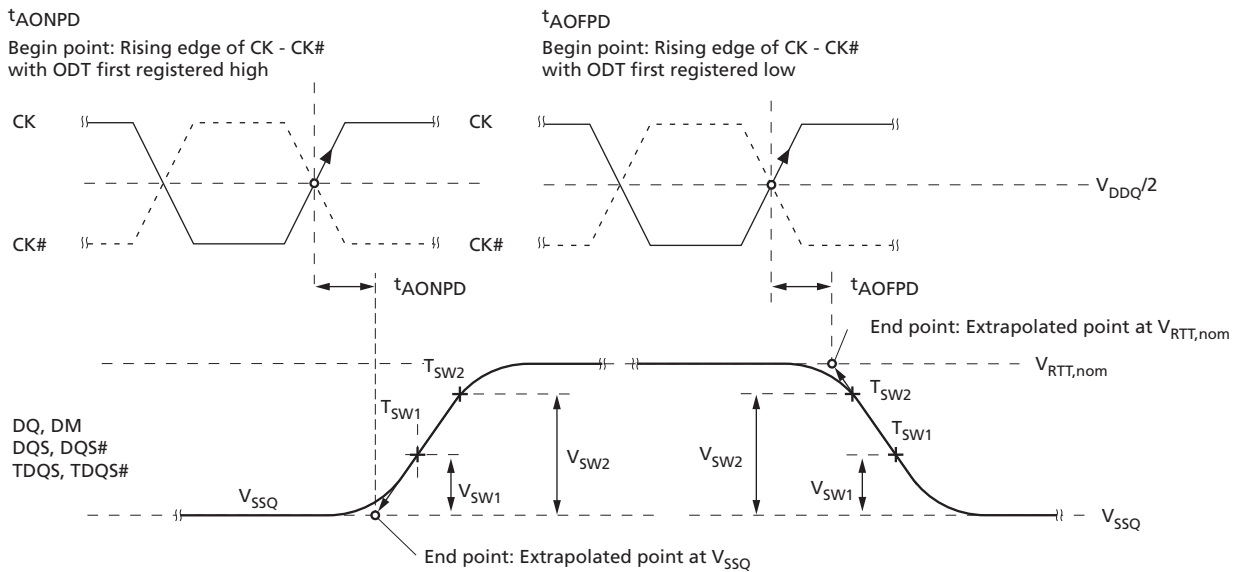 tAONPD
Begin point: Rising edge of CK - CK#
with ODT first registered high
tAOFPD
Begin point: Rising edge of CK - CK#
with ODT first registered low
CK
CK
VDDQ/2
CK#
CK#
tAONPD
tAOFPD
End point: Extrapolated point at VRTT,nom
TSW2
VRTT,nom
TSW2
TSW1
TSW1
DQ, DM
DQS, DQS#
TDQS, TDQS#
VSW2
VSW2
VSW1
VSW1
VSSQ
VSSQ
End point: Extrapolated point at VSSQ